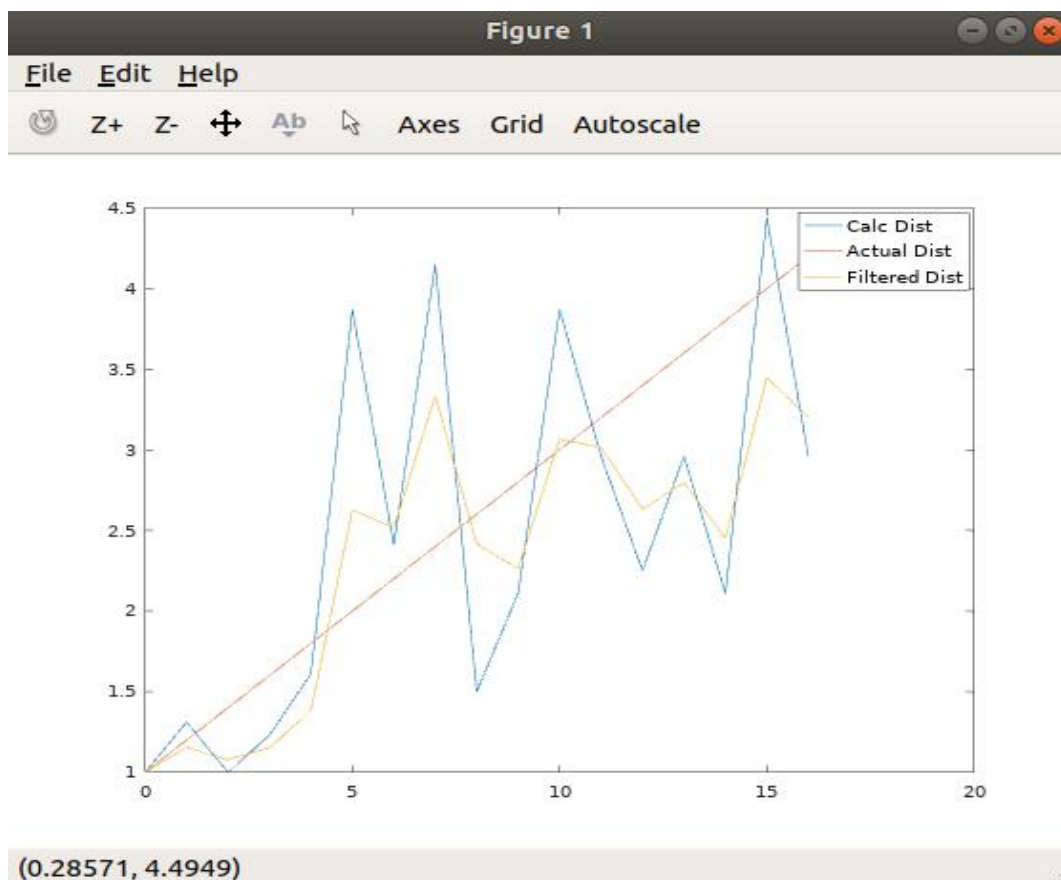 Figure 1
File Edit Help
Z+ Z- Ab Axes Grid Autoscale
4.5
4
3.5
3
2.5
2
1.5
1
0 5 10 15 20
Calc Dist
Actual Dist
Filtered Dist
(0.28571, 4.4949)